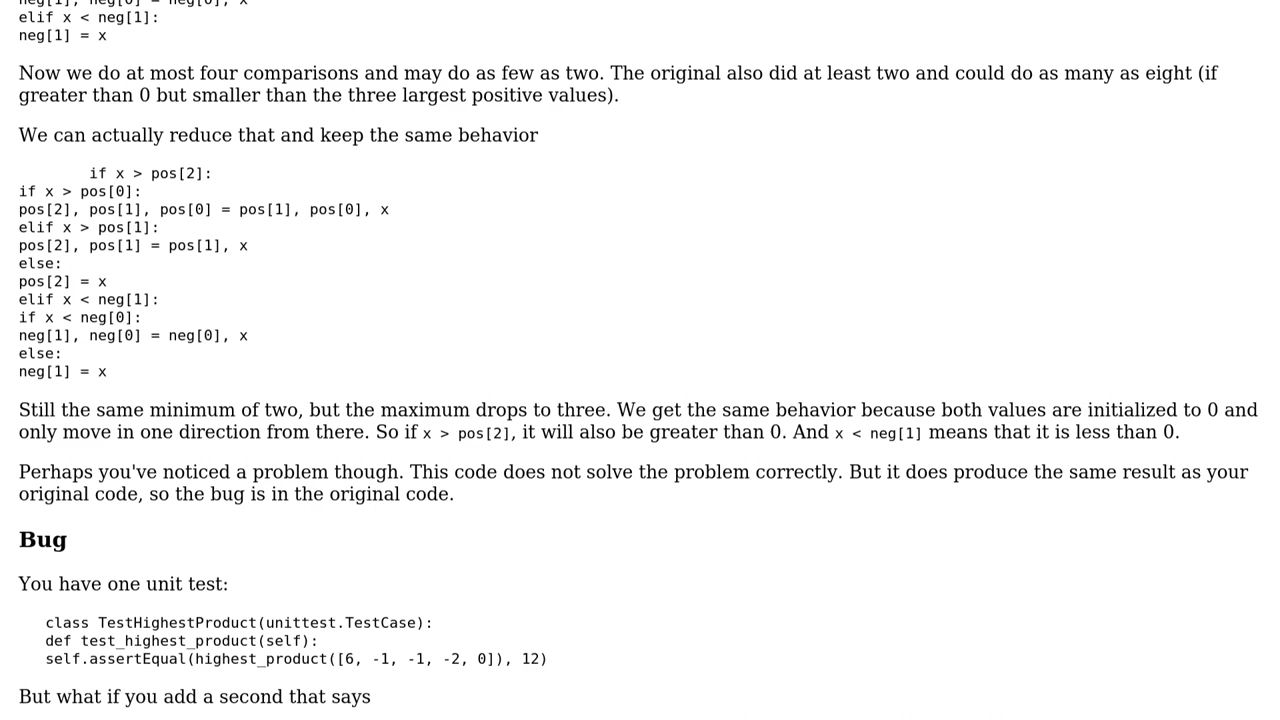 neg[1], neg[0] = neg[0], x
elif x < neg[1]:
neg[1] = x
Now we do at most four comparisons and may do as few as two. The original also did at least two and could do as many as eight (if
greater than 0 but smaller than the three largest positive values).
We can actually reduce that and keep the same behavior
if x > pos[2]:
if x > pos[0]:
pos[2], pos[1], pos[0] = pos[1], pos[0], x
elif x > pos[1]:
pos[2], pos[1] = pos[1], x
else:
pos[2] = x
elif x < neg[1]:
if x < neg[0]:
neg[1], neg[0] = neg[0], x
else:
neg[1] = x
Still the same minimum of two, but the maximum drops to three. We get the same behavior because both values are initialized to 0 and
only move in one direction from there. So if x > pos[2], it will also be greater than 0. And x < neg[1] means that it is less than 0.
Perhaps you've noticed a problem though. This code does not solve the problem correctly. But it does produce the same result as your
original code, so the bug is in the original code.
Bug
You have one unit test:
class TestHighestProduct(unittest.TestCase):
def test_highest_product(self):
self.assertEqual(highest_product([6, -1, -1, -2, 0]), 12)
But what if you add a second that says